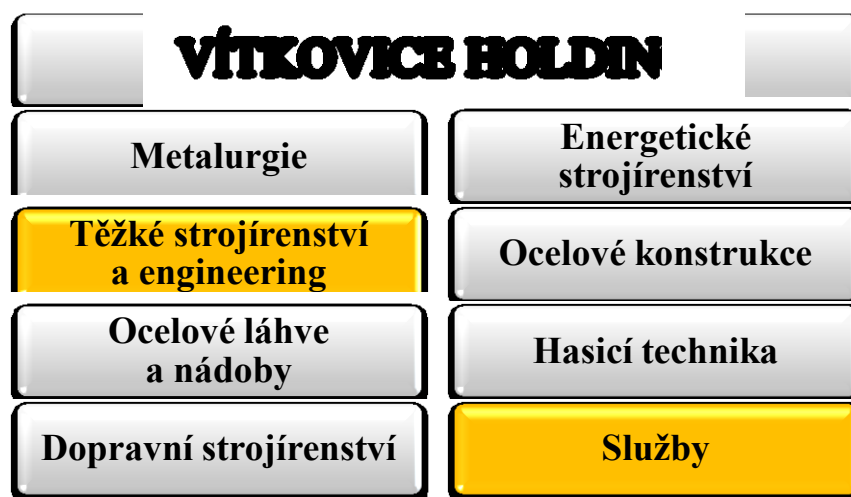 VÍTKOVICE HOLDIN
Metalurgie
Energetické
strojírenství
Těžké strojírenství
a engineering
Ocelové konstrukce
Ocelové láhve
a nádoby
Hasicí technika
Dopravní strojírenství
Služby